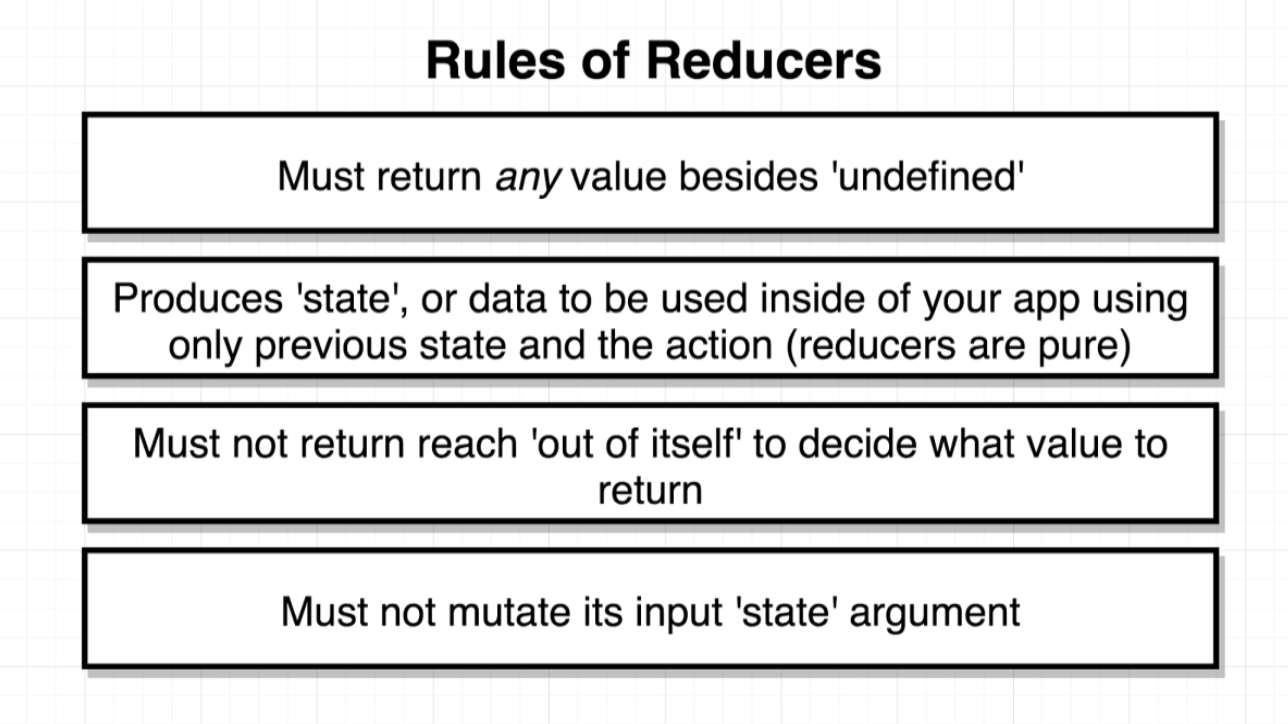 Rules of Reducers
Must return any value besides 'undefined'
Produces 'state', or data to be used inside of your app using
only previous state and the action (reducers are pure)
Must not return reach 'out of itself' to decide what value to
return
Must not mutate its input 'state' argument